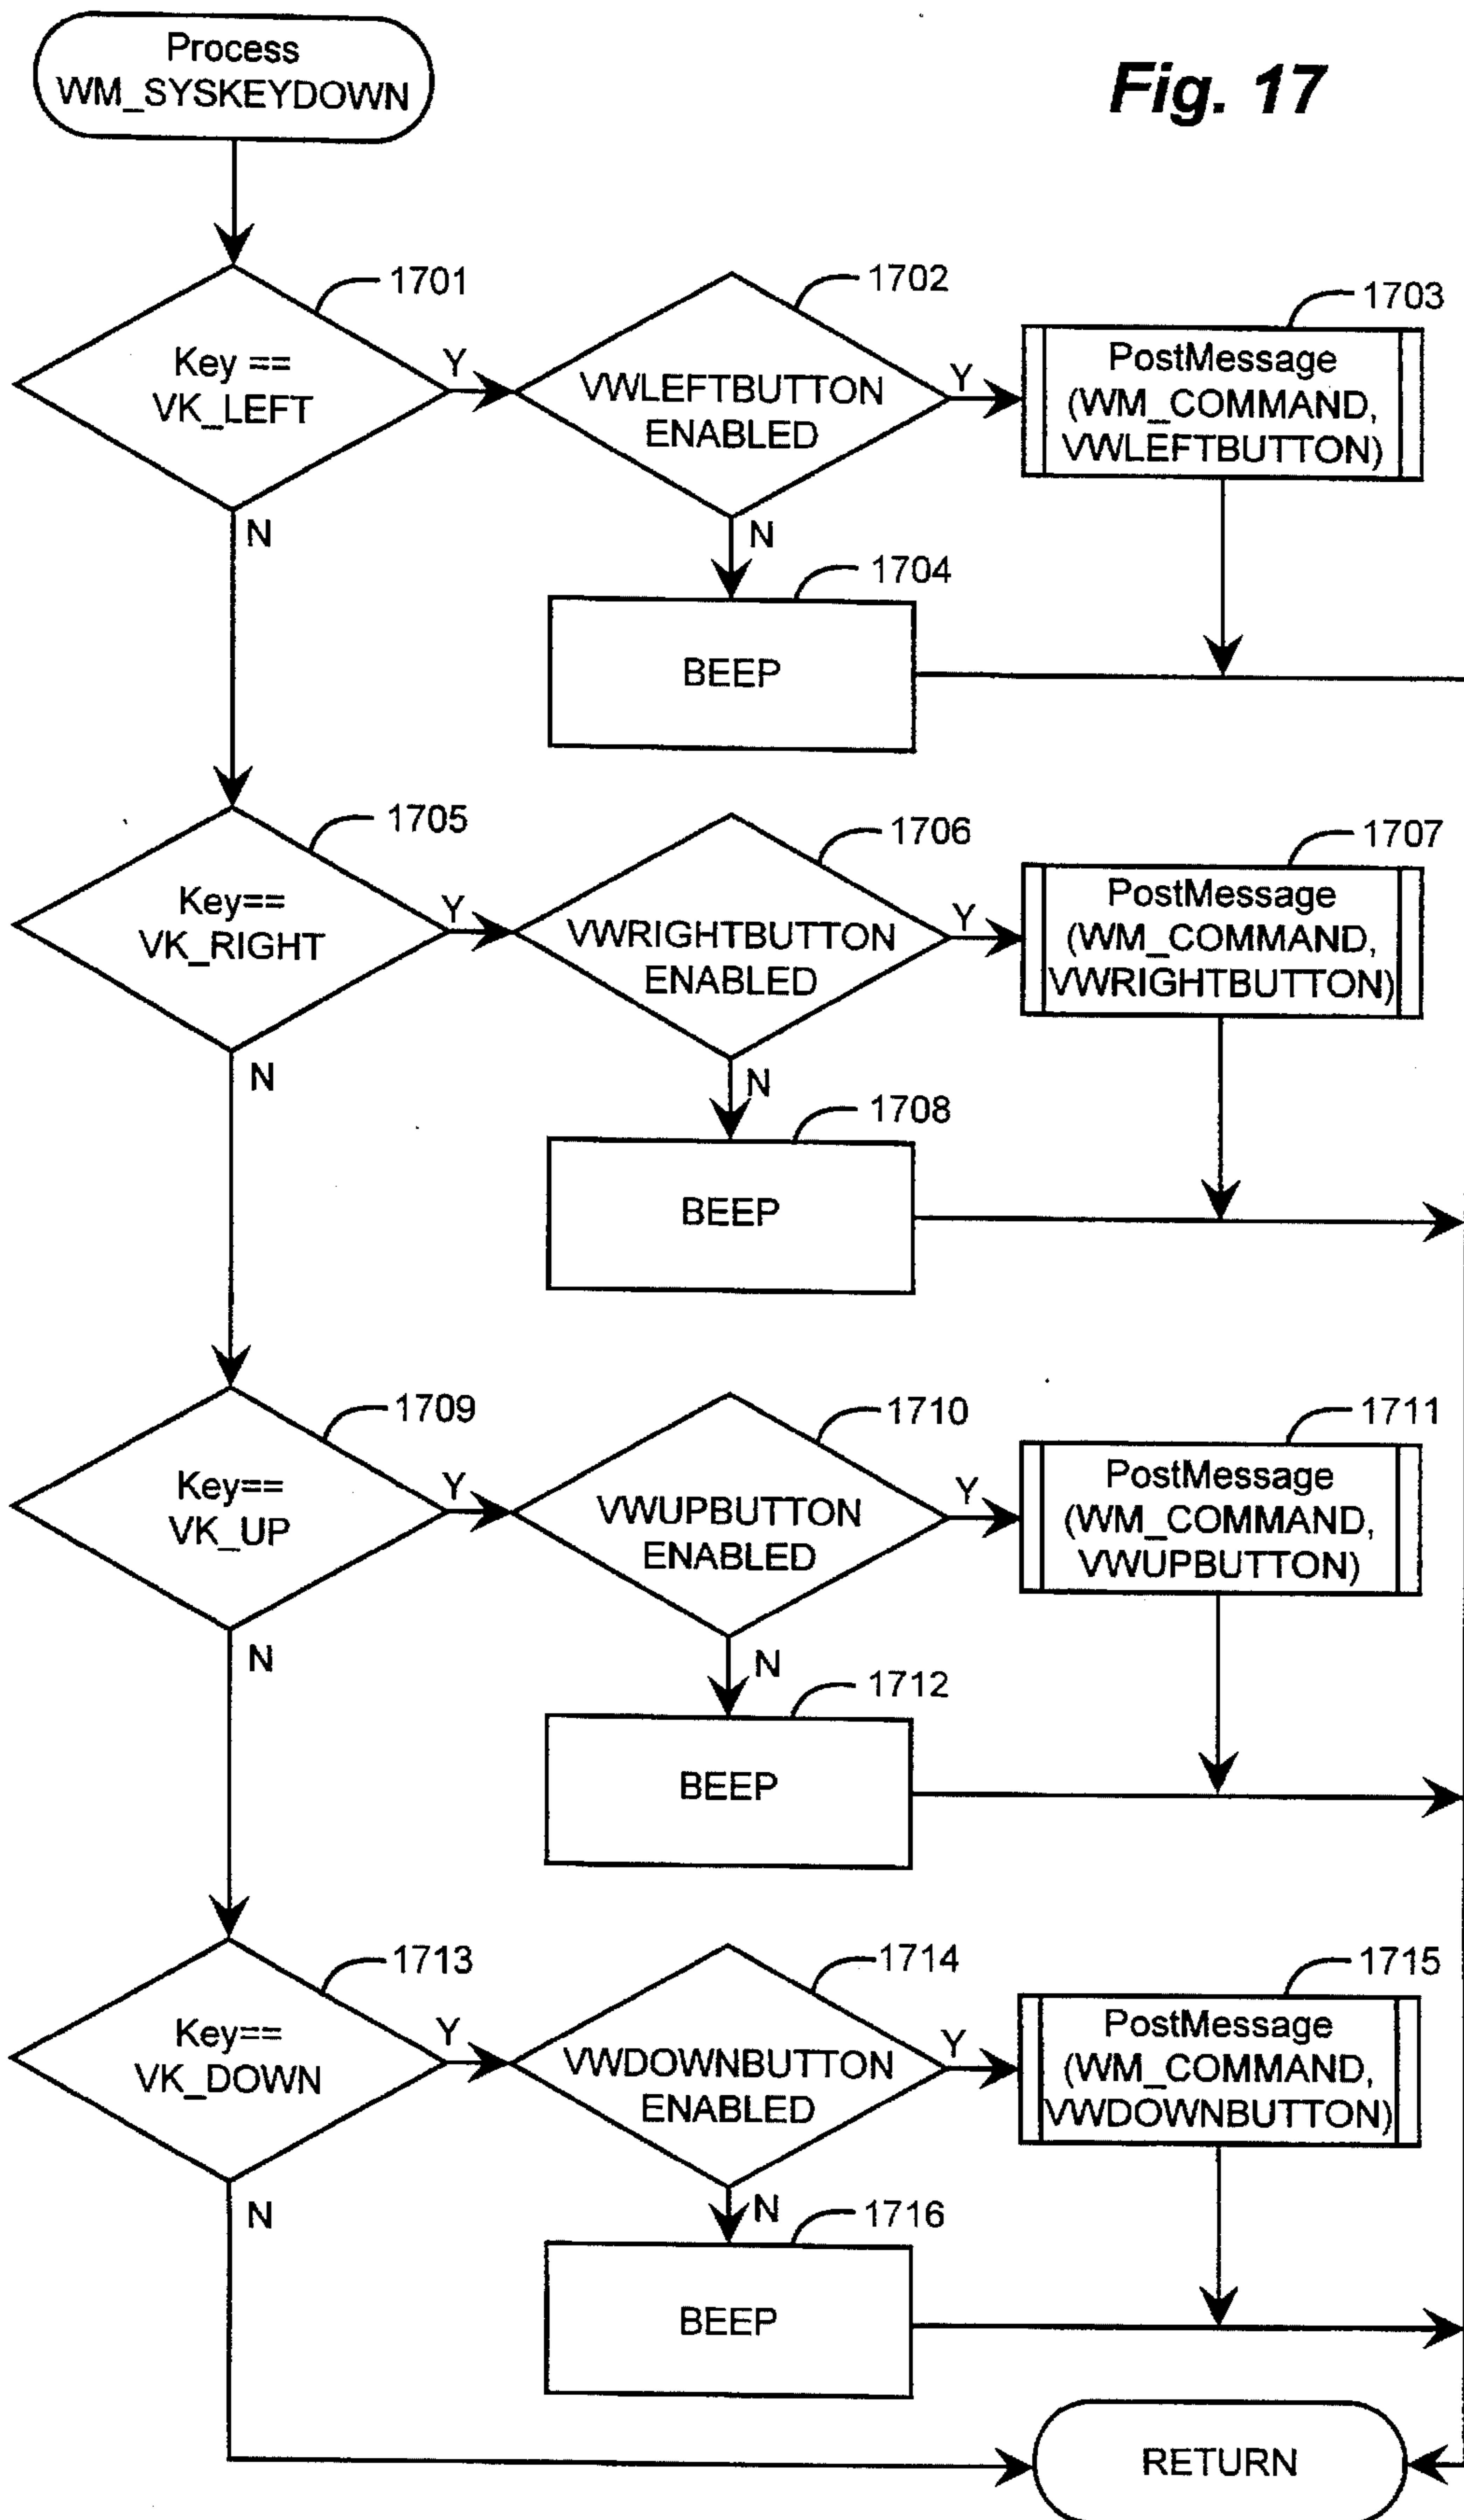 Process
WM_SYSKEYDOWN
Fig. 17
1701
1702
1703
Key ==
VK_LEFT
Y
VWLEFTBUTTON
ENABLED
Y
PostMessage
(WM_COMMAND,
VWLEFTBUTTON)
N
N
1704
BEEP
1705
1706
1707
Key==
VK_RIGHT
Y
VWRIGHTBUTTON
ENABLED
Y
PostMessage
(WM_COMMAND,
VWRIGHTBUTTON)
N
N
1708
BEEP
1709
1710
1711
Key==
VK_UP
Y
VWUPBUTTON
ENABLED
Y
PostMessage
(WM_COMMAND,
VWUPBUTTON)
N
N
1712
BEEP
1713
1714
1715
Key==
VK_DOWN
Y
VWDOWNBUTTON
ENABLED
Y
PostMessage
(WM_COMMAND,
VWDOWNBUTTON)
N
N
1716
BEEP
RETURN